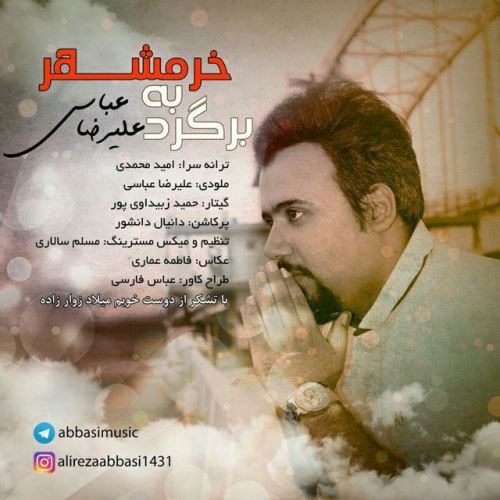 خرمشهر
به
برگرد
علیرضا عباسی
ترانه سرا: امید محمدی
ملودی: علیرضا عباسی
گیتار: حمید زبیداوی پور
پرکاشن: دانیال دانشور
تنظیم و میکس مسترینگ: مسلم سالاری
عکاس: فاطمه عماری
طراح کاور: عباس فارسی
با تشکر از دوست خوبم میلاد زوار زاده
abbasimusic
alirezaabbasi1431